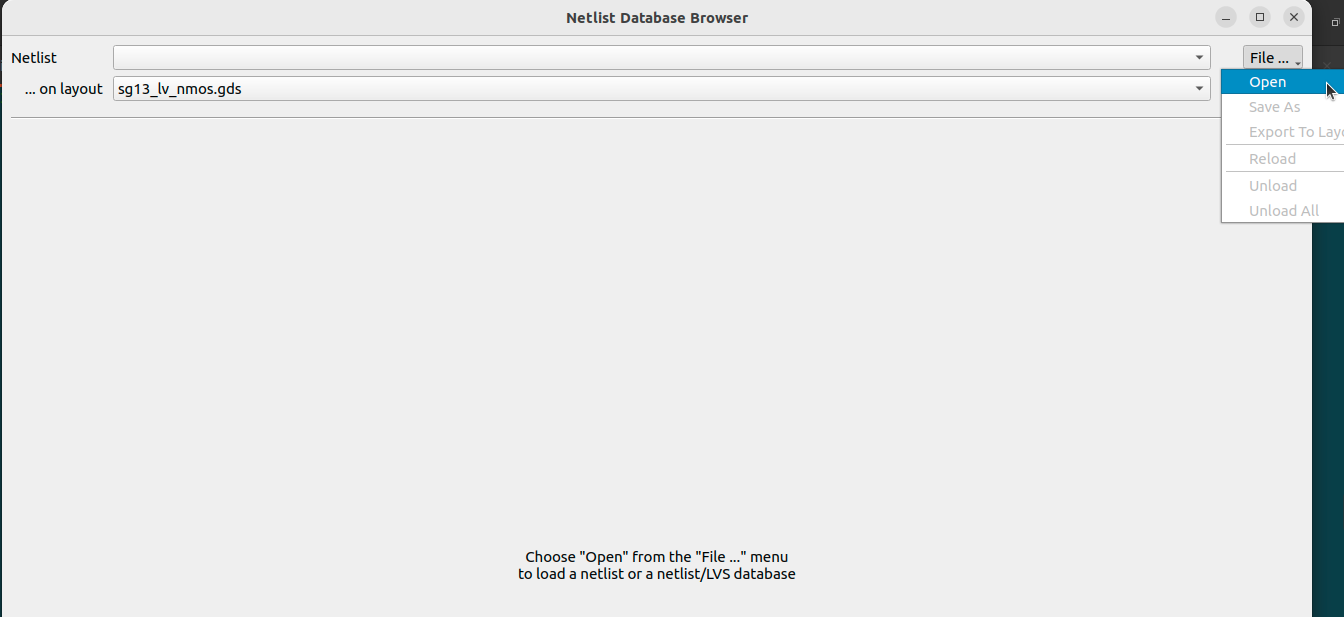 Netlist Database Browser
Netlist
File ...
... on layout
sg13_lv_nmos.gds
Open
Save As
Export To Layo
Reload
Unload
Unload All
Choose "Open" from the "File ..." menu
to load a netlist or a netlist/LVS database